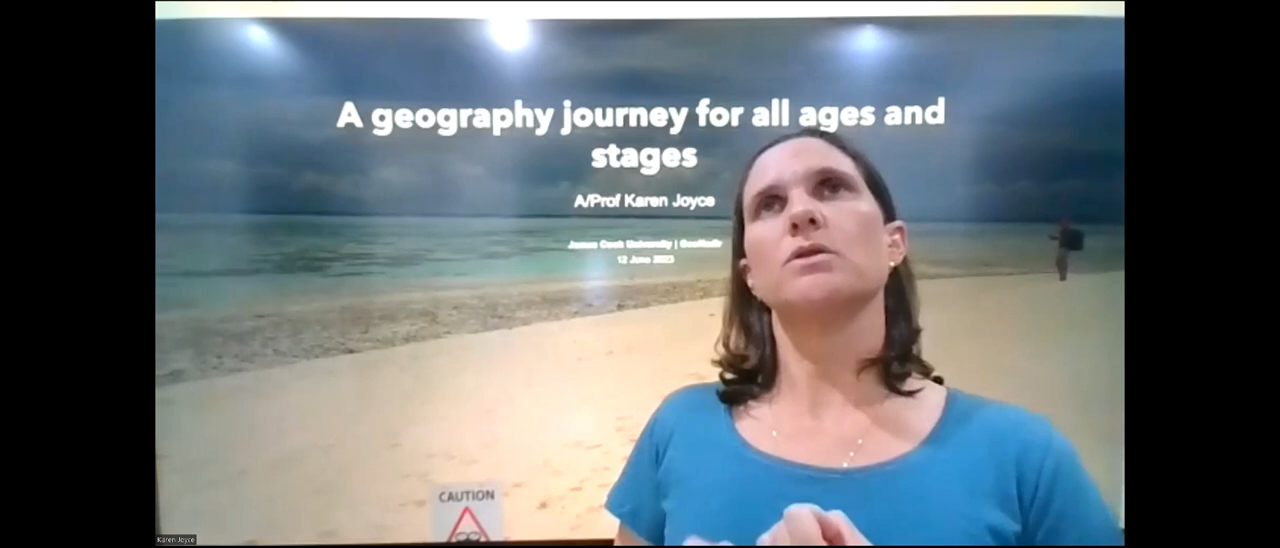 A geography journey for all ages and
stages
A/Prof Karen Joyce
James Cook University | GeoNadir
12 June 2023
CAUTION
Karen Joyce